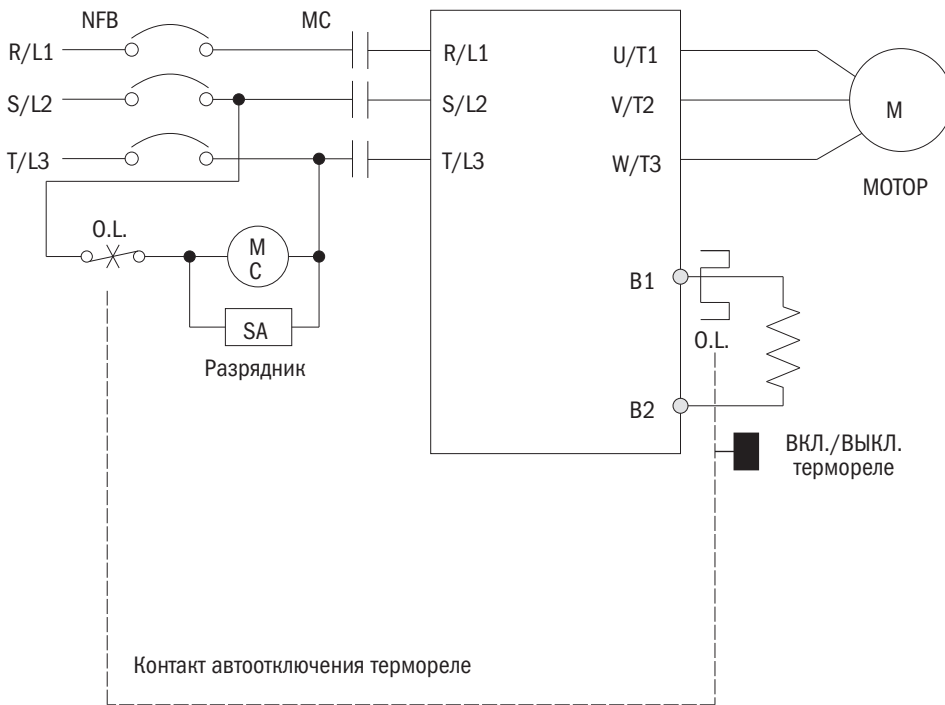 NFB MC
R/L1 R/L1 U/T1
S/L2 S/L2 V/T2 M
T/L3 T/L3 W/T3
МОТОР
O.L. M
C
B1
SA O.L.
Разрядник
B2
ВКЛ./ВЫКЛ.
термореле
Контакт автоотключения термореле